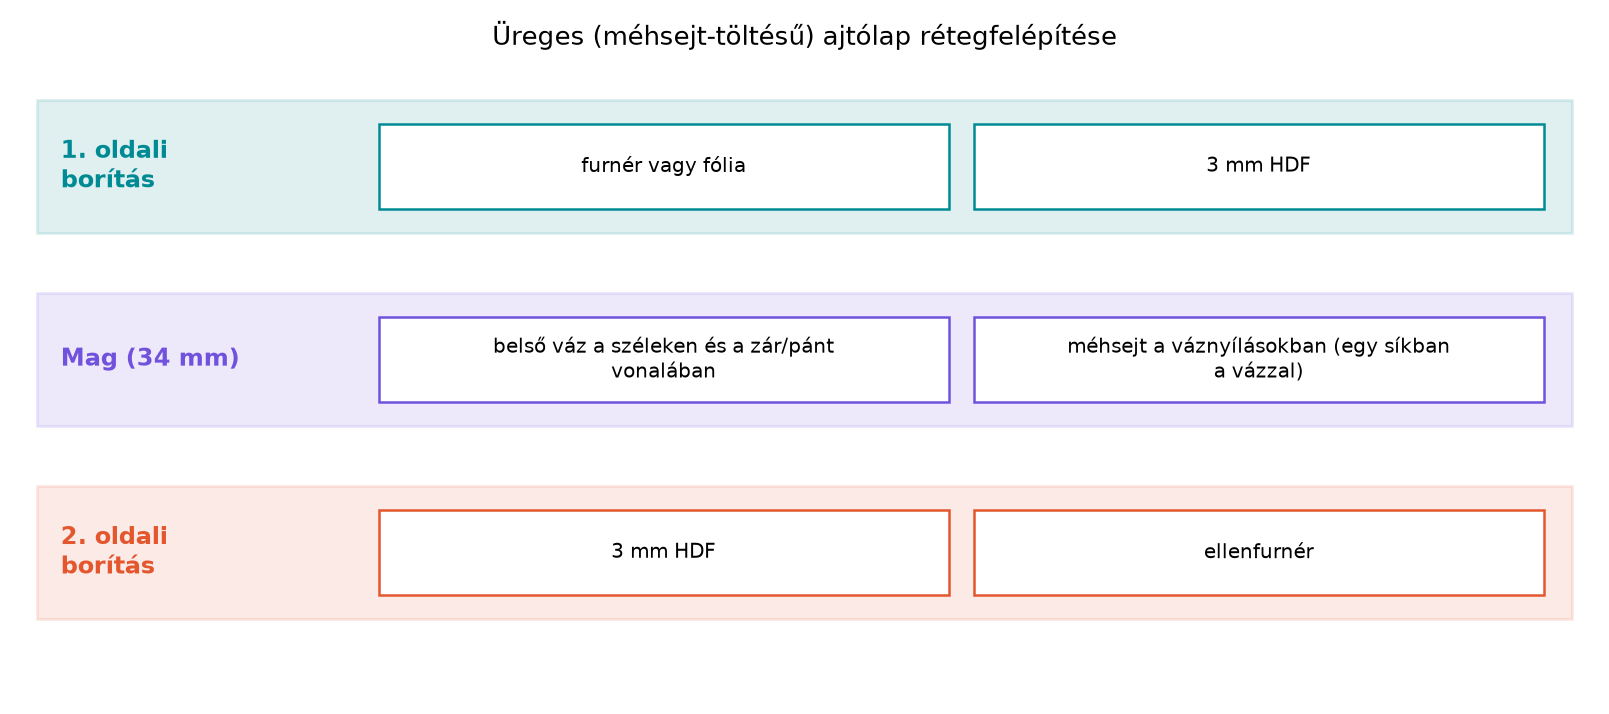 Üreges (méhsejt-töltésű) ajtólap rétegfelépítése
1. oldali
borítás
furnér vagy fólia
3 mm HDF
Mag (34 mm)
belső váz a széleken és a zár/pánt
vonalában
méhsejt a váznyílásokban (egy síkban
a vázzal)
2. oldali
borítás
3 mm HDF
ellenfurnér